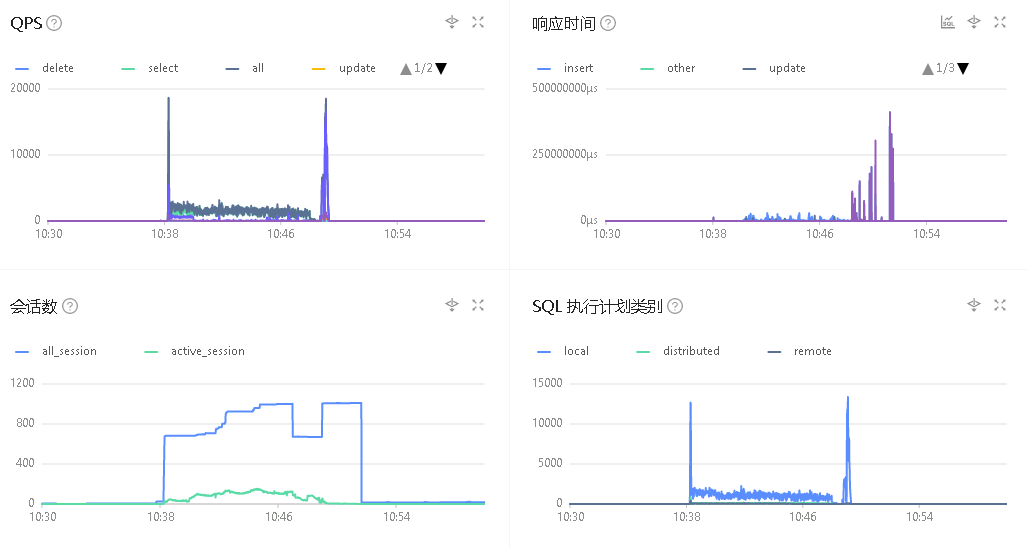 QPS ?
delete select all update ▲ 1/2 ▼
20000
10000
0
10:30 10:38 10:46 10:54
响应时间 ? SQL
insert other update ▲ 1/3 ▼
500000000µs
250000000µs
0µs
10:30 10:38 10:46 10:54
会话数 ?
all_session active_session
1200
800
400
0
10:30 10:38 10:46 10:54
SQL 执行计划类别 ?
local distributed remote
15000
10000
5000
0
10:30 10:38 10:46 10:54